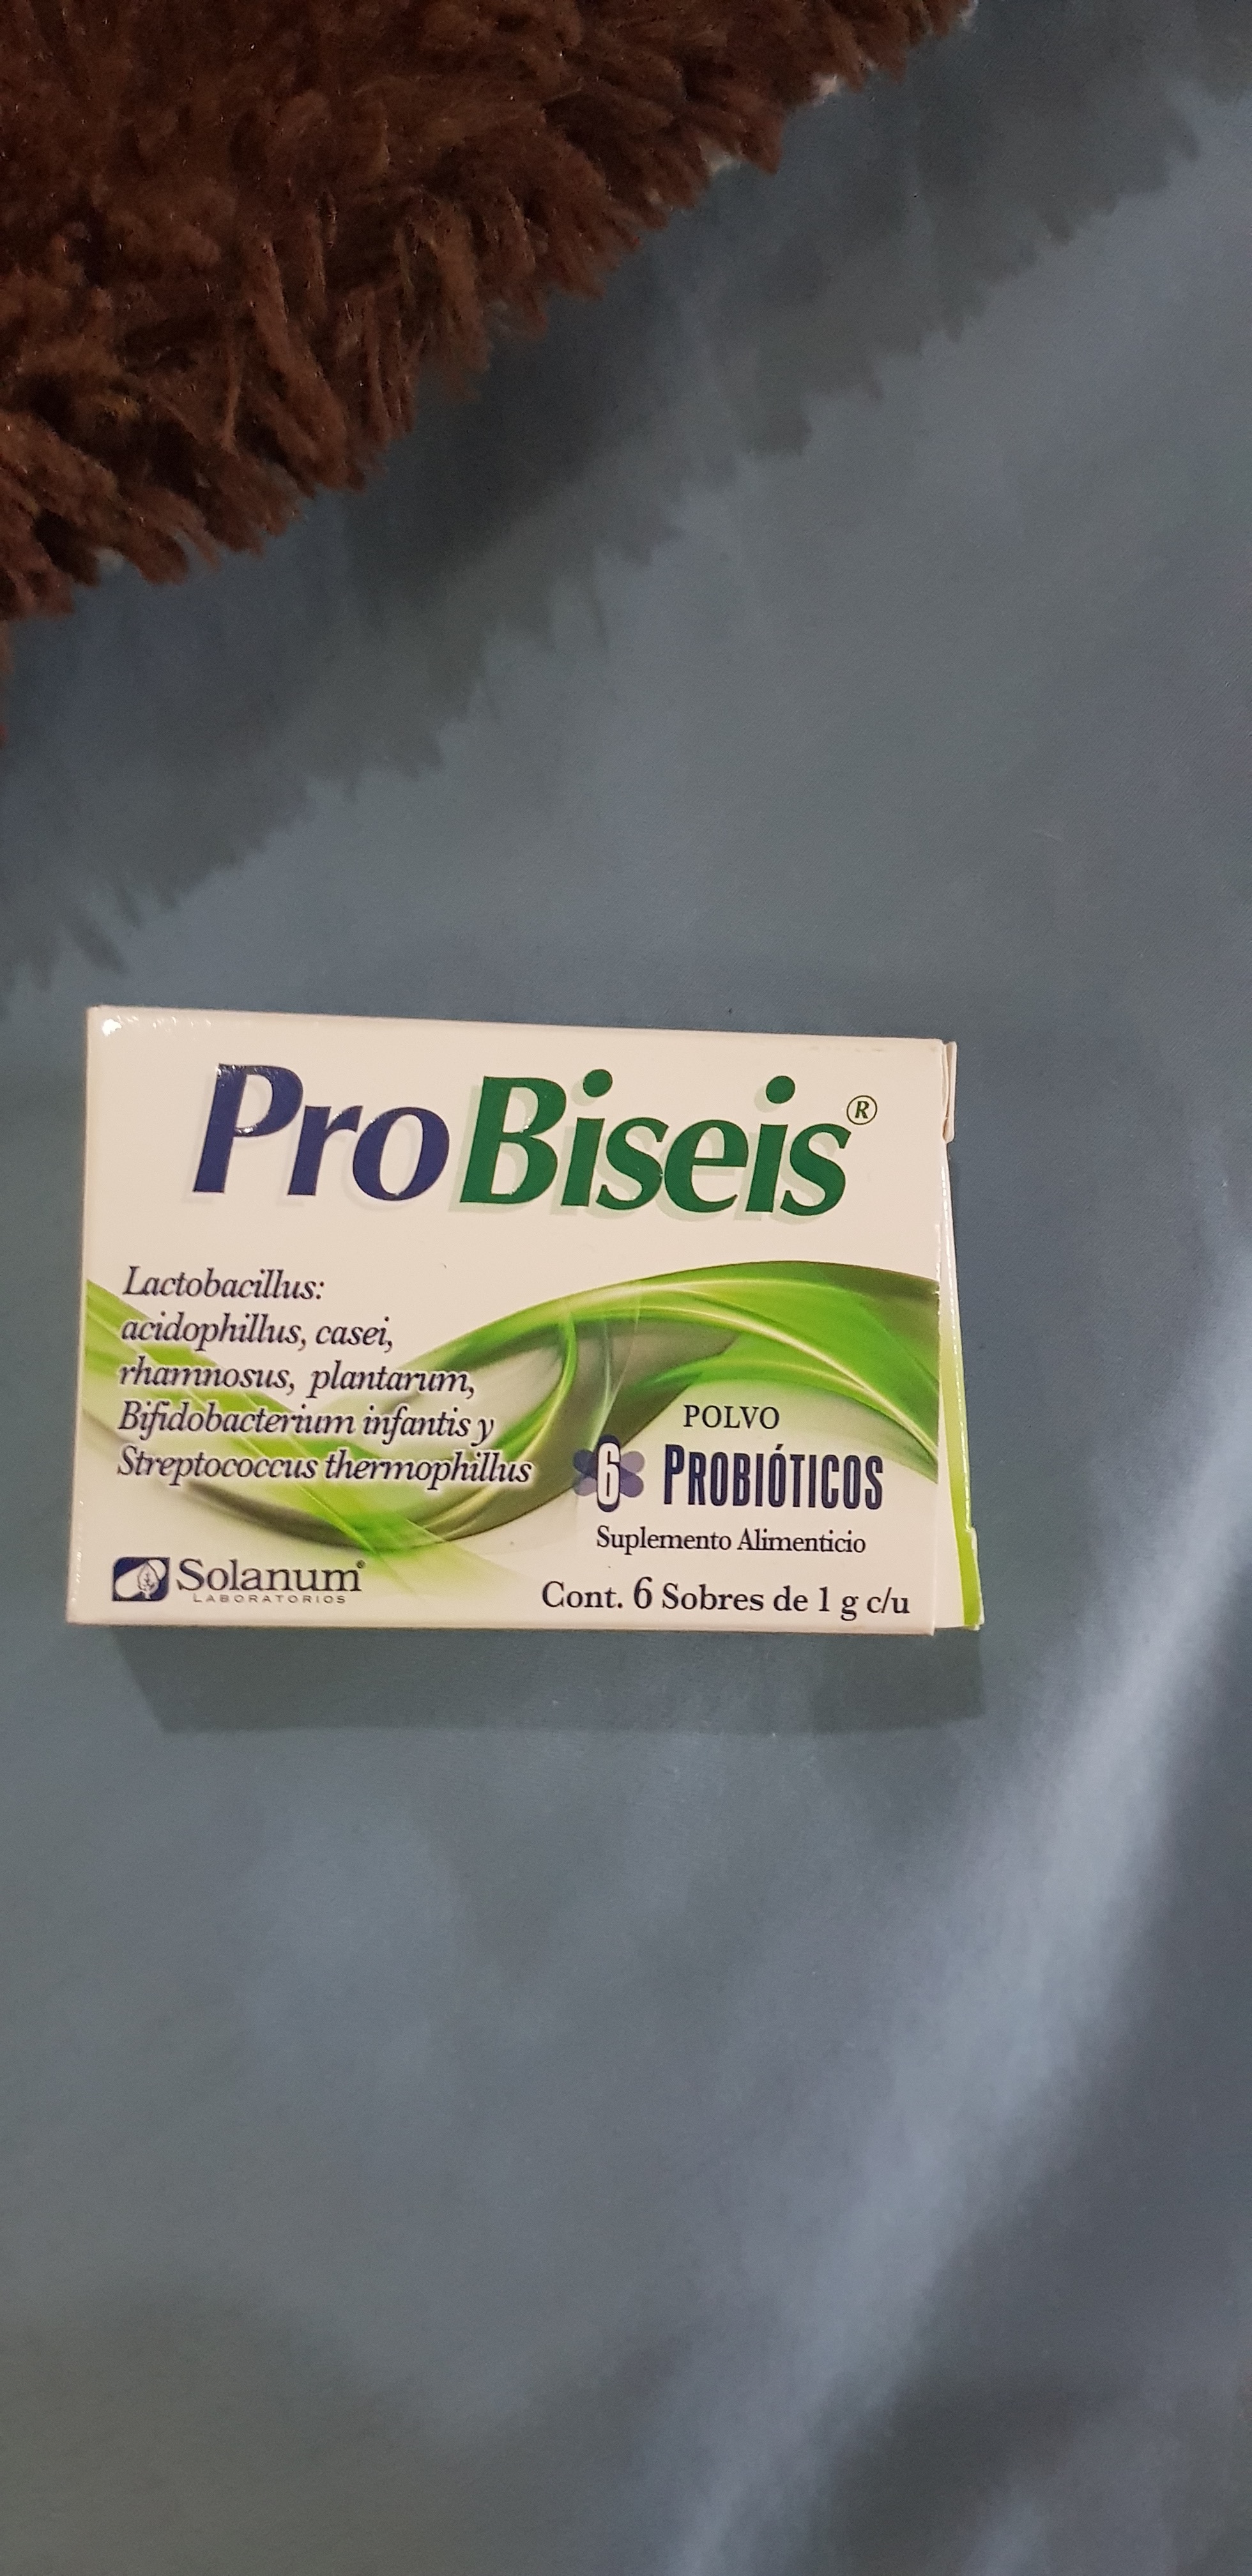 ProBiseis®
Lactobacillus:
acidophillus, casei,
rhamnosus, plantarum,
Bifidobacterium infantis y
Streptococcus thermophillus
POLVO
6 PROBIÓTICOS
Suplemento Alimenticio
Solanum®
LABORATORIOS
Cont. 6 Sobres de 1 g c/u